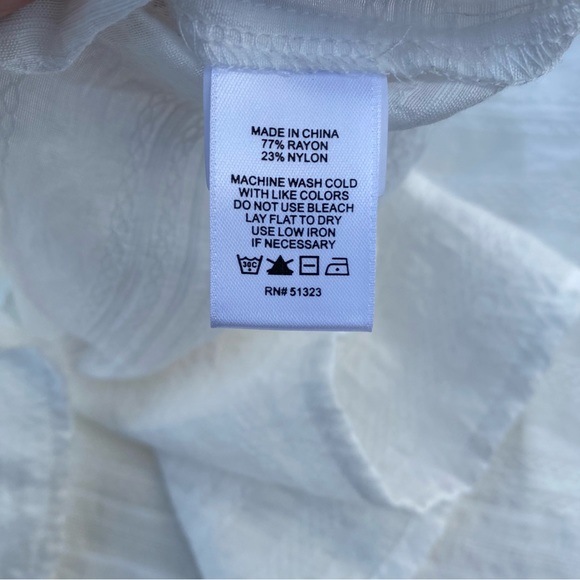 MADE IN CHINA
77% RAYON
23% NYLON
MACHINE WASH COLD
WITH LIKE COLORS
DO NOT USE BLEACH
LAY FLAT TO DRY
USE LOW IRON
IF NECESSARY
30C
RN# 51323